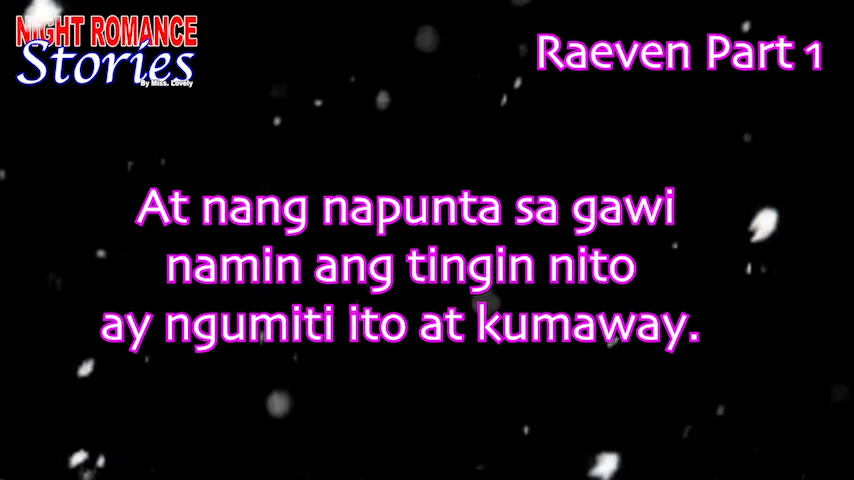 NIGHT ROMANCE
Stories
By Miss. Lovely
Raeven Part 1
At nang napunta sa gawi
namin ang tingin nito
ay ngumiti ito at kumaway.